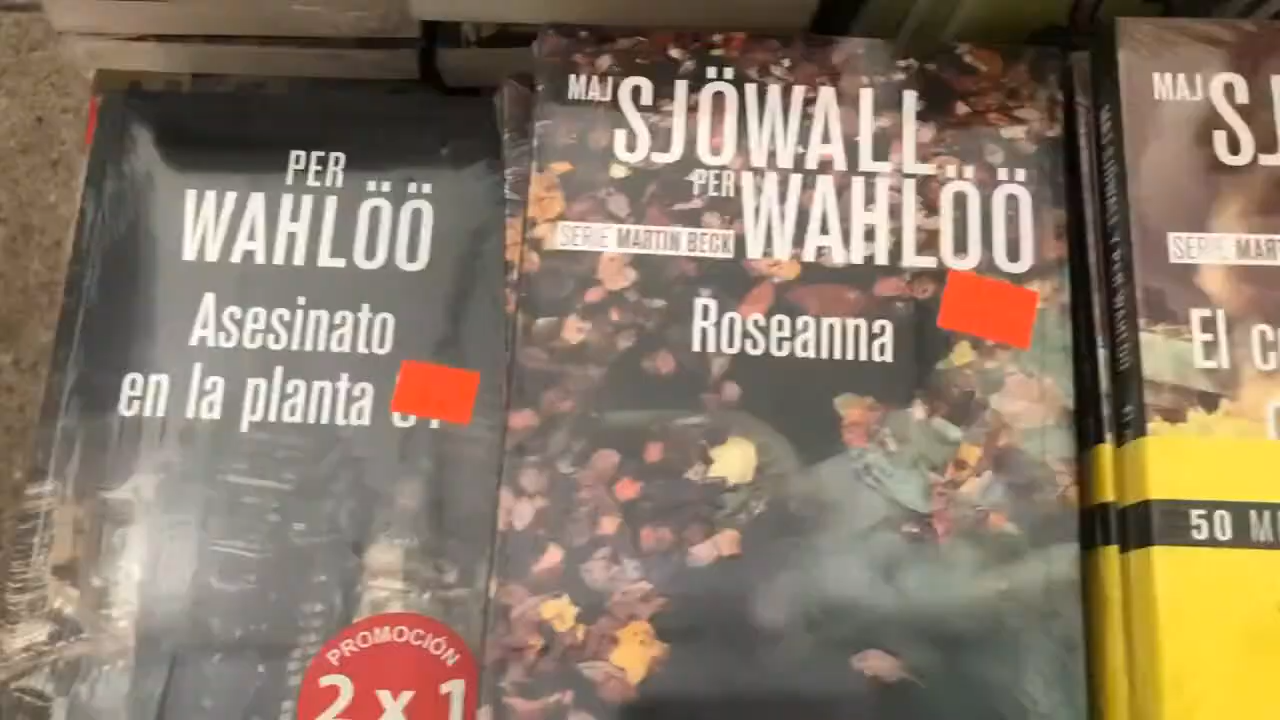 PER
WAHLÖÖ
Asesinato
en la planta
PROMOCIÓN
2 x 1
MAJ SJÖWALL
PER WAHLÖÖ
SERIE MARTIN BECK
Roseanna
MAJ
El
50